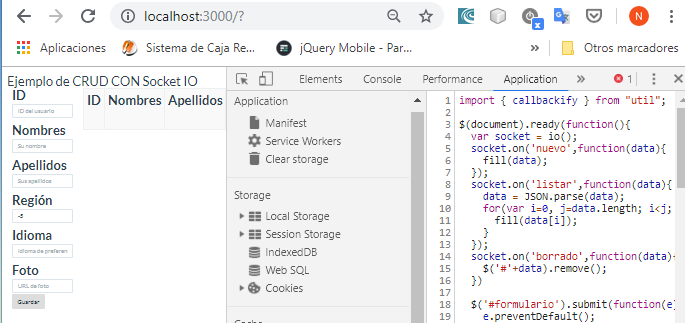 localhost:3000/?
Aplicaciones Sistema de Caja Re... jQuery Mobile - Par... » Otros marcadores
Ejemplo de CRUD CON Socket IO
ID
ID del usuario
Nombres
Su nombre
Apellidos
Sus apellidos
Región
-5
Idioma
Idioma de preferen
Foto
URL de foto
Guardar
ID Nombres Apellidos
Elements Console Performance Application » 1
Application
Manifest
Service Workers
Clear storage
Storage
Local Storage
Session Storage
IndexedDB
Web SQL
Cookies
Cache
1 import { callbackify } from "util";
2
3 $(document).ready(function(){
4 var socket = io();
5 socket.on('nuevo',function(data){
6 fill(data);
7 });
8 socket.on('listar',function(data){
9 data = JSON.parse(data);
10 for(var i=0, j=data.length; i<j;
11 fill(data[i]);
12 }
13 });
14 socket.on('borrado',function(data){
15 $('#'+data).remove();
16 })
17
18 $('#formulario').submit(function(e)
19 e.preventDefault();